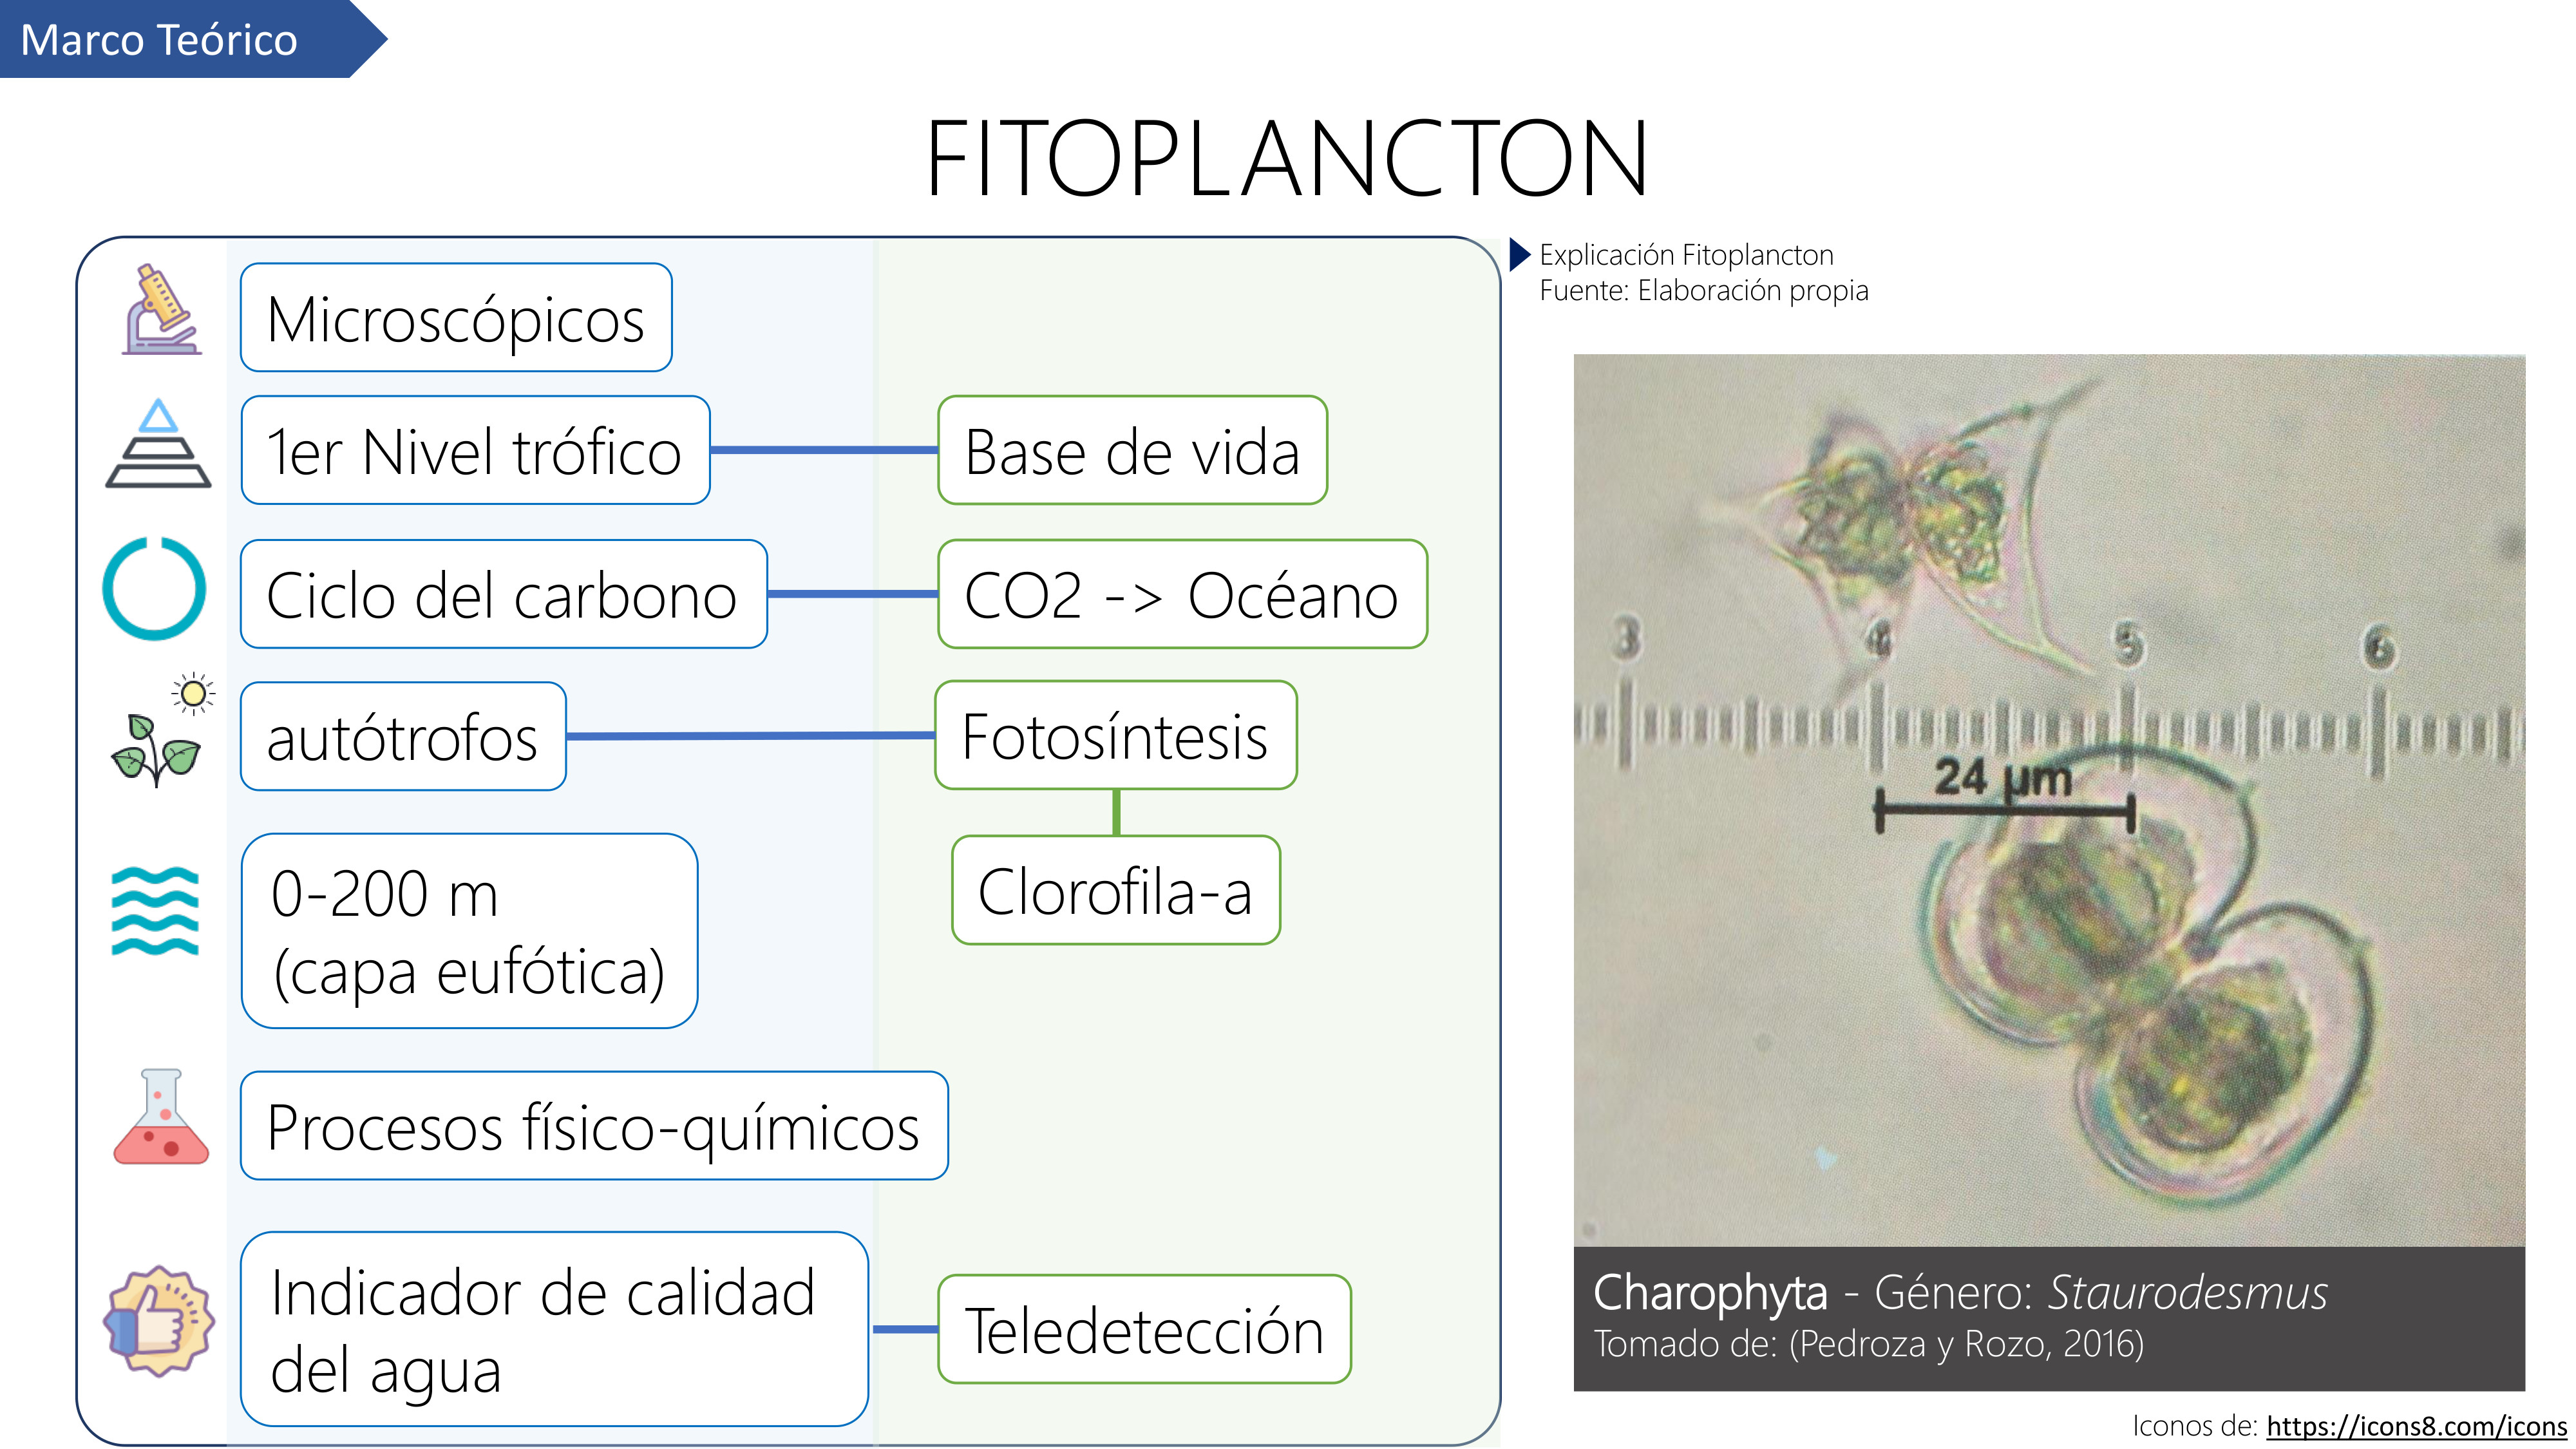 Marco Teórico
FITOPLANCTON
Explicación Fitoplancton
Fuente: Elaboración propia
Microscópicos
1er Nivel trófico
Base de vida
Ciclo del carbono
CO2 -> Océano
autótrofos
Fotosíntesis
Clorofila-a
0-200 m
(capa eufótica)
Procesos físico-químicos
Indicador de calidad
del agua
Teledetección
3 4 5 6
24 µm
Charophyta - Género: Staurodesmus
Tomado de: (Pedroza y Rozo, 2016)
Iconos de: https://icons8.com/icons